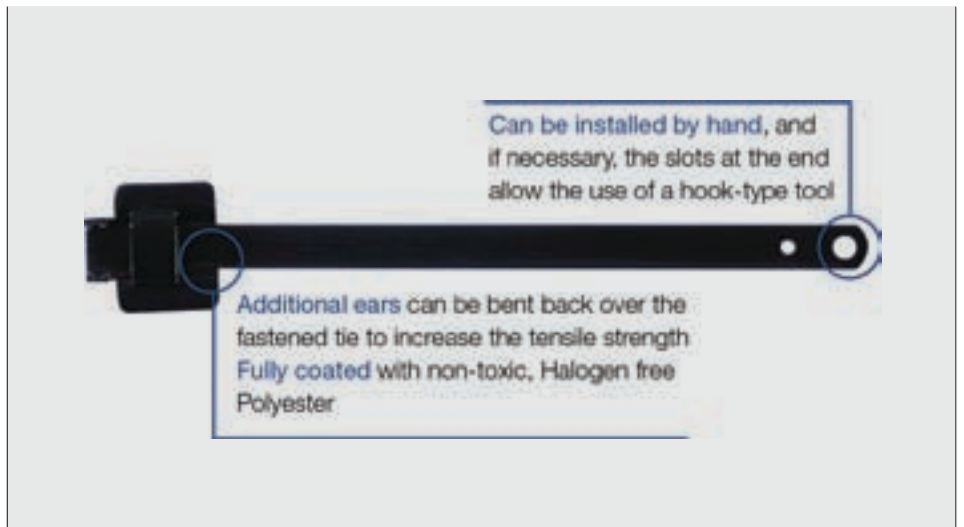 Can be installed by hand, and
if necessary, the slots at the end
allow the use of a hook-type tool
Additional ears can be bent back over the
fastened tie to increase the tensile strength
Fully coated with non-toxic, Halogen free
Polyester